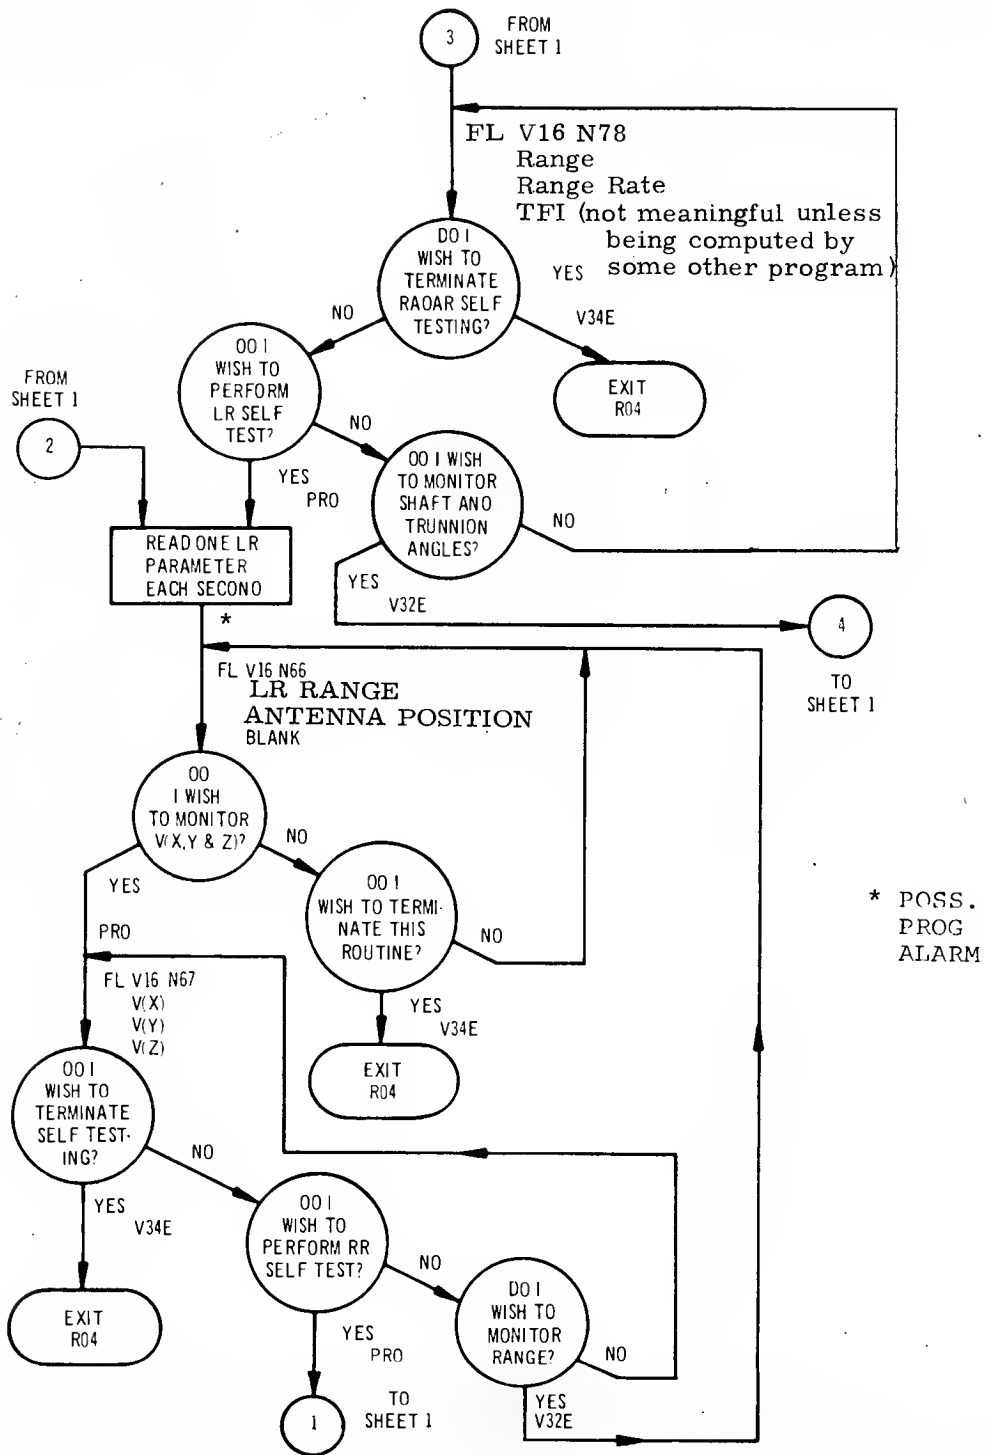 3
FROM
SHEET 1
FL V16 N78
Range
Range Rate
TFI (not meaningful unless
being computed by
some other program)
DO I
WISH TO
TERMINATE
RAOAR SELF
TESTING?
YES
V34E
NO
EXIT
R04
OO I
WISH TO
PERFORM
LR SELF
TEST?
FROM
SHEET 1
2
NO
YES
PRO
OO I WISH
TO MONITOR
SHAFT ANO
TRUNNION
ANGLES?
NO
READ ONE LR
PARAMETER
EACH SECOND
YES
V32E
*
4
TO
SHEET 1
FL V16 N66
LR RANGE
ANTENNA POSITION
BLANK
OO
I WISH
TO MONITOR
V(X,Y & Z)?
NO
YES
PRO
OO I
WISH TO TERMI-
NATE THIS
ROUTINE?
NO
* POSS.
PROG
ALARM
YES
V34E
EXIT
R04
FL V16 N67
V(X)
V(Y)
V(Z)
OO I
WISH TO
TERMINATE
SELF TEST-
ING?
NO
YES
V34E
EXIT
R04
OO I
WISH TO
PERFORM RR
SELF TEST?
NO
YES
PRO
1
TO
SHEET 1
DO I
WISH TO
MONITOR
RANGE?
NO
YES
V32E